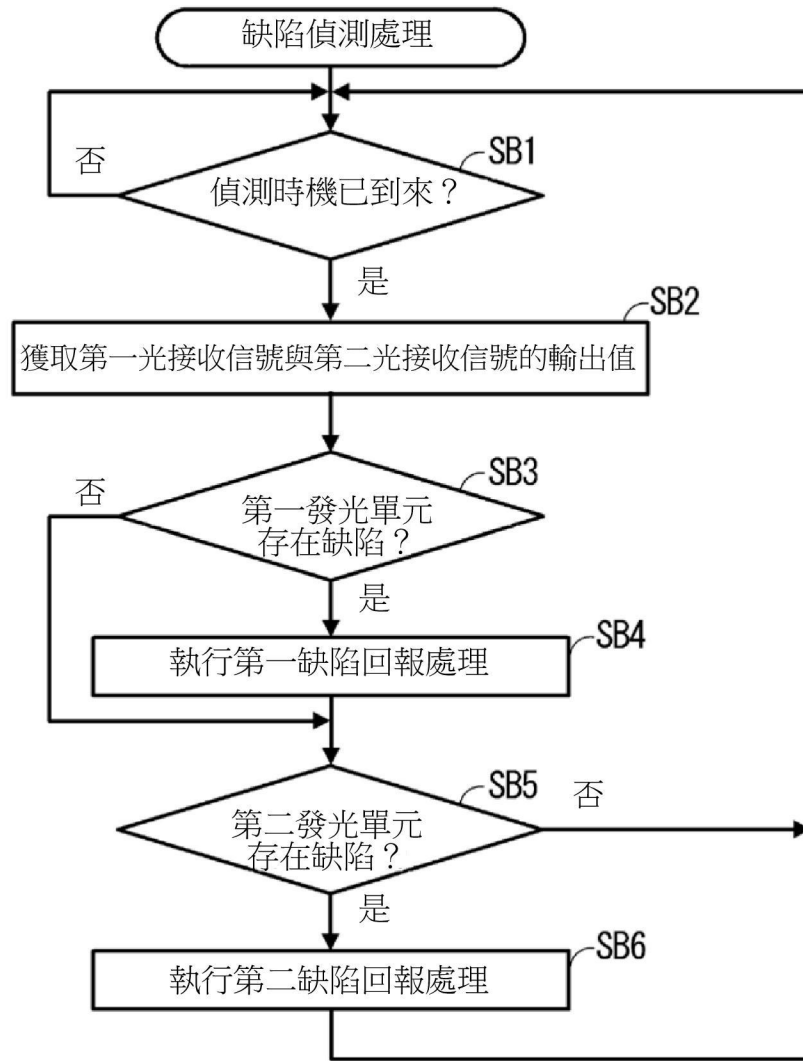 缺陷偵測處理
否
SB1
偵測時機已到來？
是
SB2
獲取第一光接收信號與第二光接收信號的輸出值
否
SB3
第一發光單元
存在缺陷？
是
SB4
執行第一缺陷回報處理
SB5
否
第二發光單元
存在缺陷？
是
SB6
執行第二缺陷回報處理